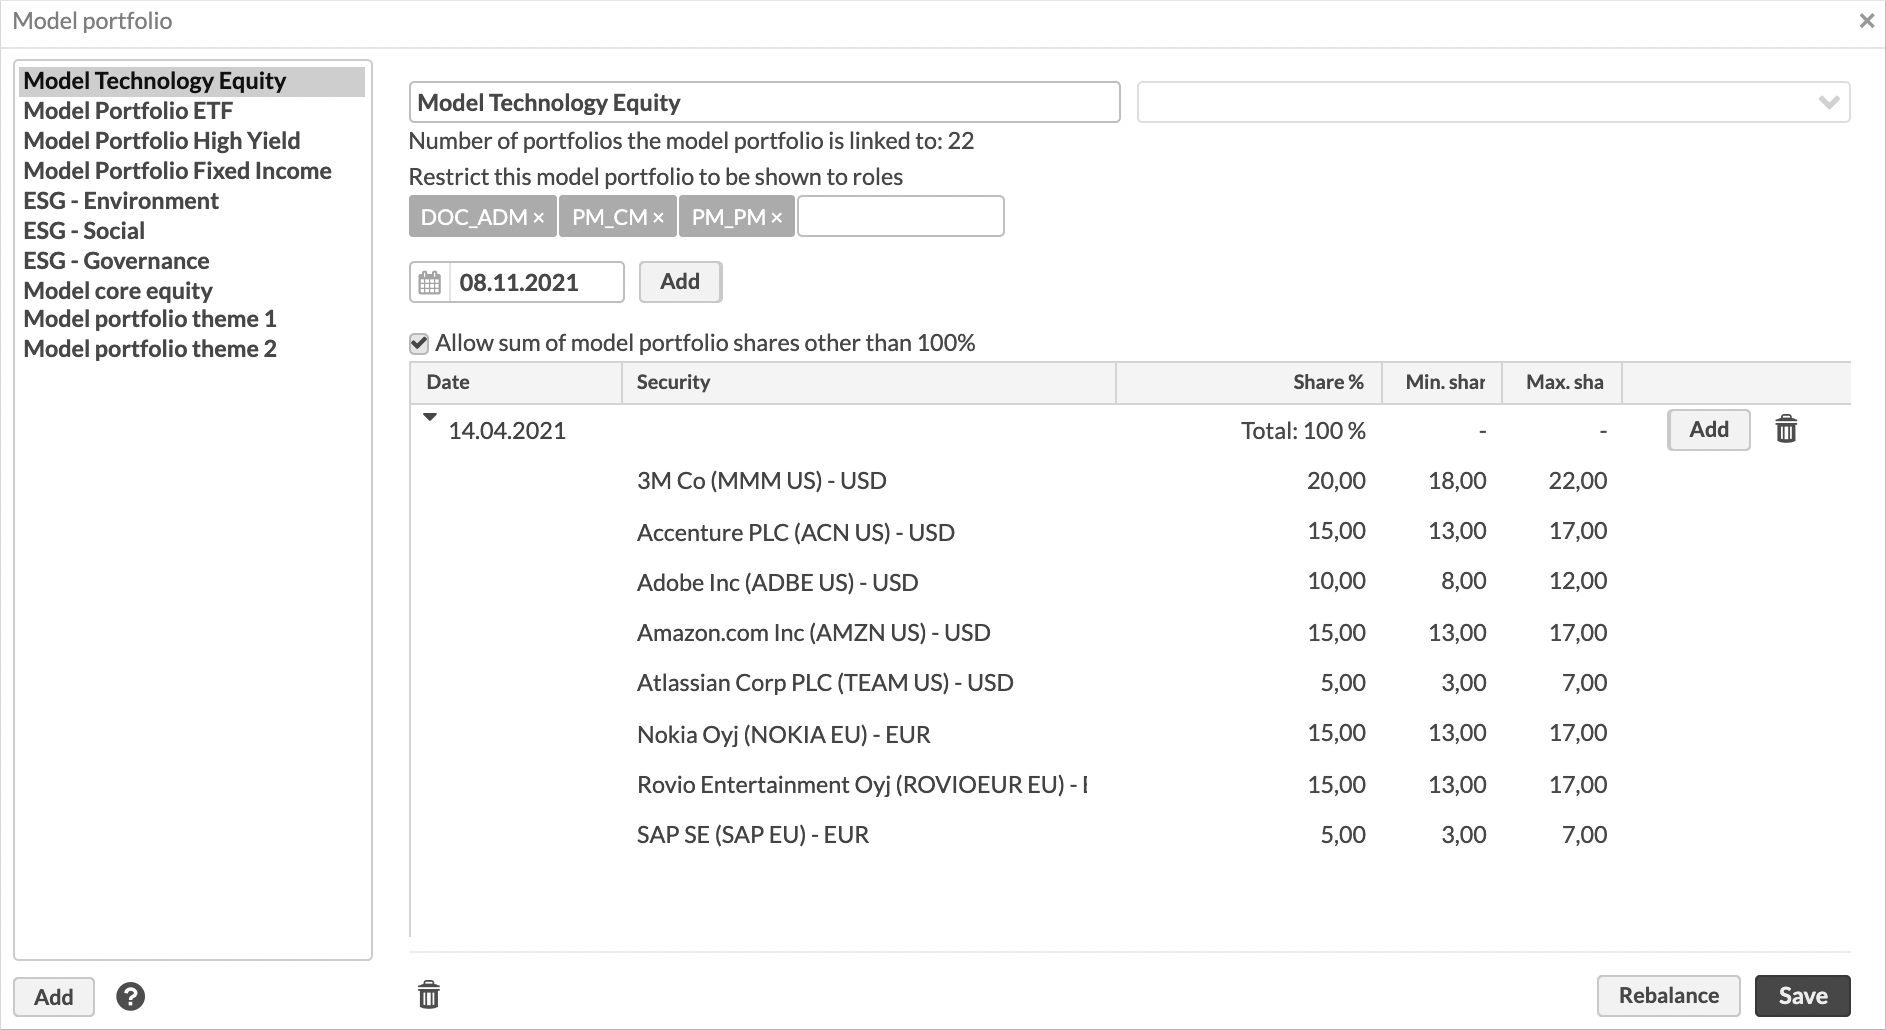 Model portfolio ×
Model Technology Equity
Model Portfolio ETF
Model Portfolio High Yield
Model Portfolio Fixed Income
ESG - Environment
ESG - Social
ESG - Governance
Model core equity
Model portfolio theme 1
Model portfolio theme 2
Add ?
Model Technology Equity
Number of portfolios the model portfolio is linked to: 22
Restrict this model portfolio to be shown to roles
DOC_ADM × PM_CM × PM_PM ×
08.11.2021 Add
Allow sum of model portfolio shares other than 100%
Date Security Share % Min. shar Max. sha
14.04.2021 Total: 100 % - - Add
3M Co (MMM US) - USD 20,00 18,00 22,00
Accenture PLC (ACN US) - USD 15,00 13,00 17,00
Adobe Inc (ADBE US) - USD 10,00 8,00 12,00
Amazon.com Inc (AMZN US) - USD 15,00 13,00 17,00
Atlassian Corp PLC (TEAM US) - USD 5,00 3,00 7,00
Nokia Oyj (NOKIA EU) - EUR 15,00 13,00 17,00
Rovio Entertainment Oyj (ROVIOEUR EU) - 15,00 13,00 17,00
SAP SE (SAP EU) - EUR 5,00 3,00 7,00
Rebalance Save